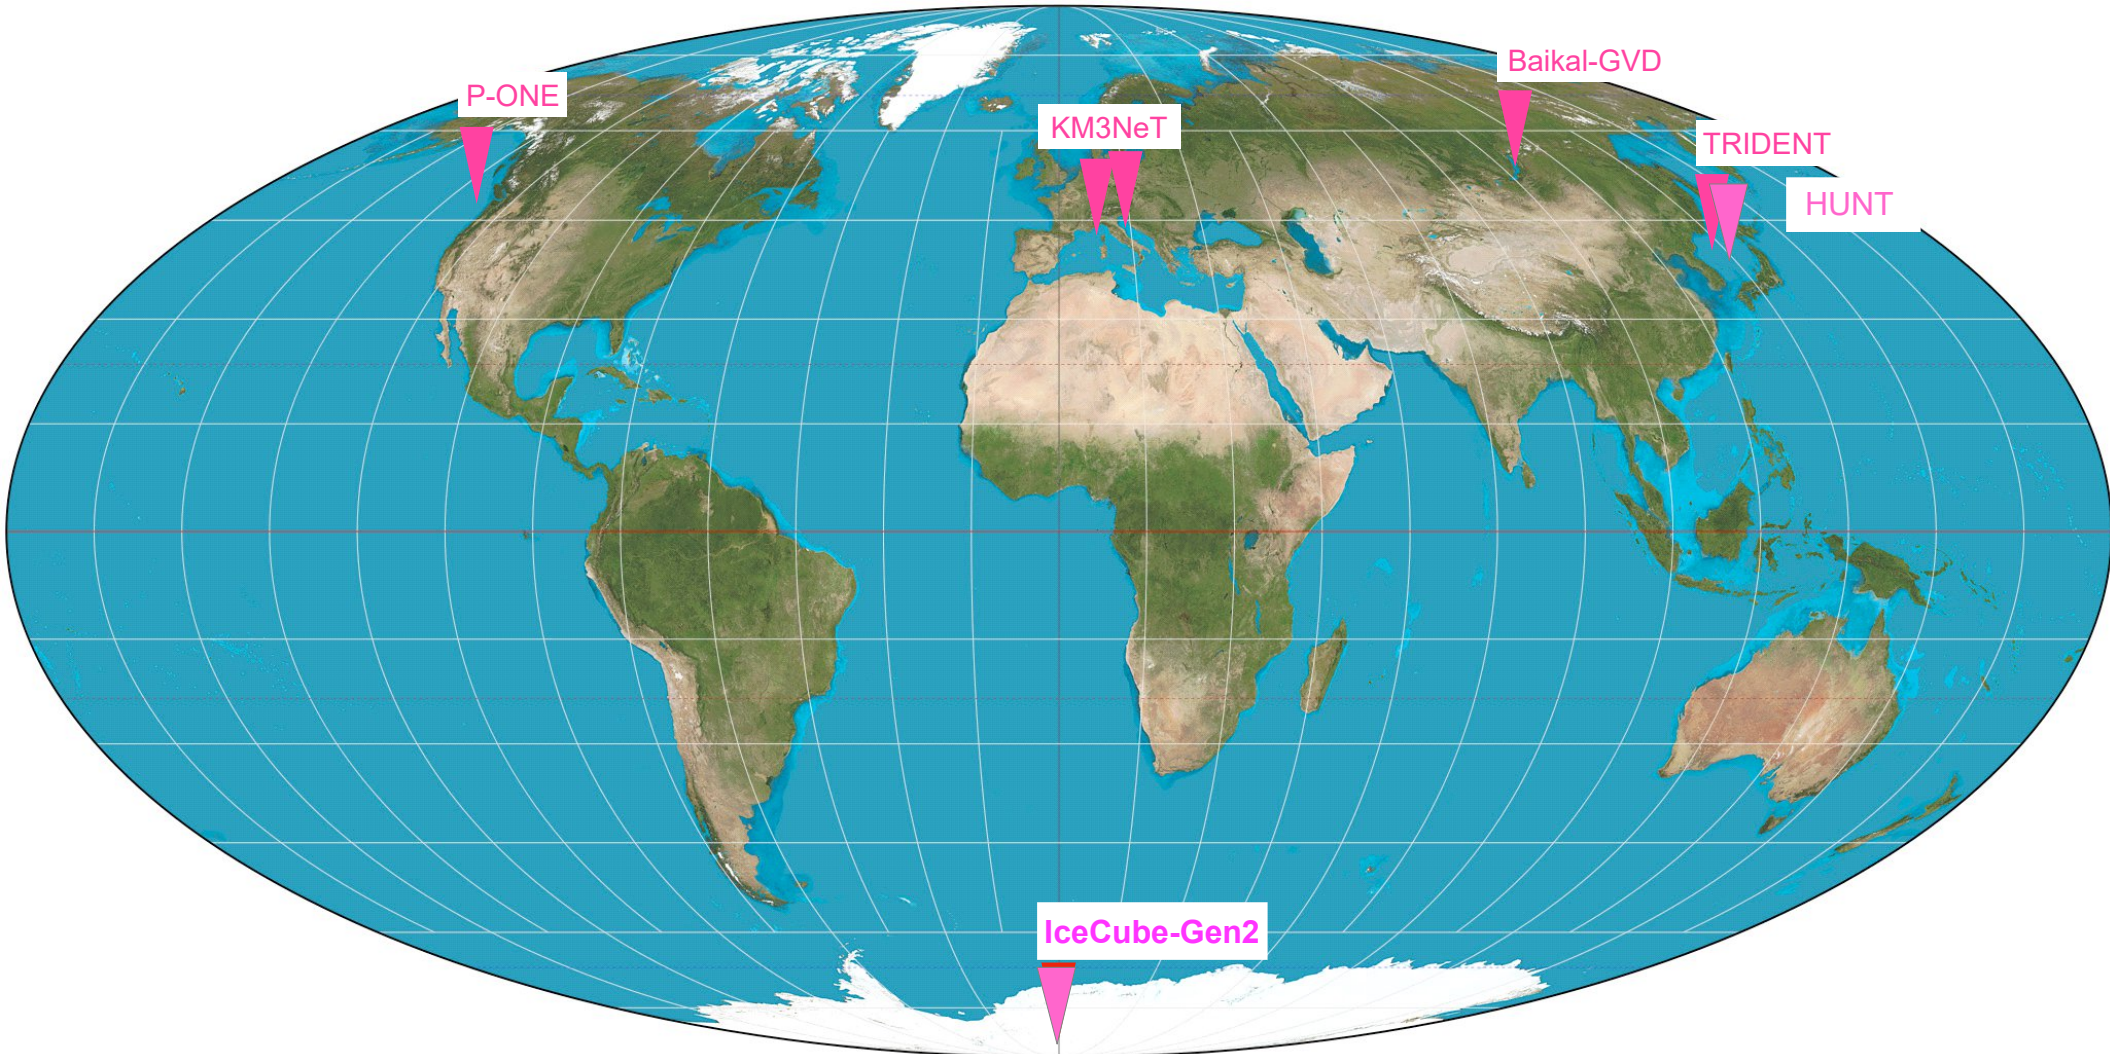 Baikal-GVD
P-ONE
KM3NeT
TRIDENT
HUNT
IceCube-Gen2